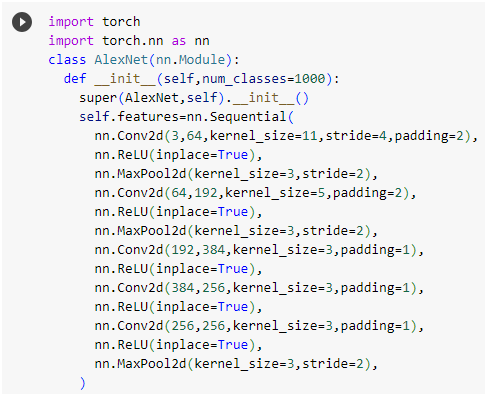 import torch
import torch.nn as nn
class AlexNet(nn.Module):
  def __init__(self,num_classes=1000):
    super(AlexNet,self).__init__()
    self.features=nn.Sequential(
      nn.Conv2d(3,64,kernel_size=11,stride=4,padding=2),
      nn.ReLU(inplace=True),
      nn.MaxPool2d(kernel_size=3,stride=2),
      nn.Conv2d(64,192,kernel_size=5,padding=2),
      nn.ReLU(inplace=True),
      nn.MaxPool2d(kernel_size=3,stride=2),
      nn.Conv2d(192,384,kernel_size=3,padding=1),
      nn.ReLU(inplace=True),
      nn.Conv2d(384,256,kernel_size=3,padding=1),
      nn.ReLU(inplace=True),
      nn.Conv2d(256,256,kernel_size=3,padding=1),
      nn.ReLU(inplace=True),
      nn.MaxPool2d(kernel_size=3,stride=2),
    )